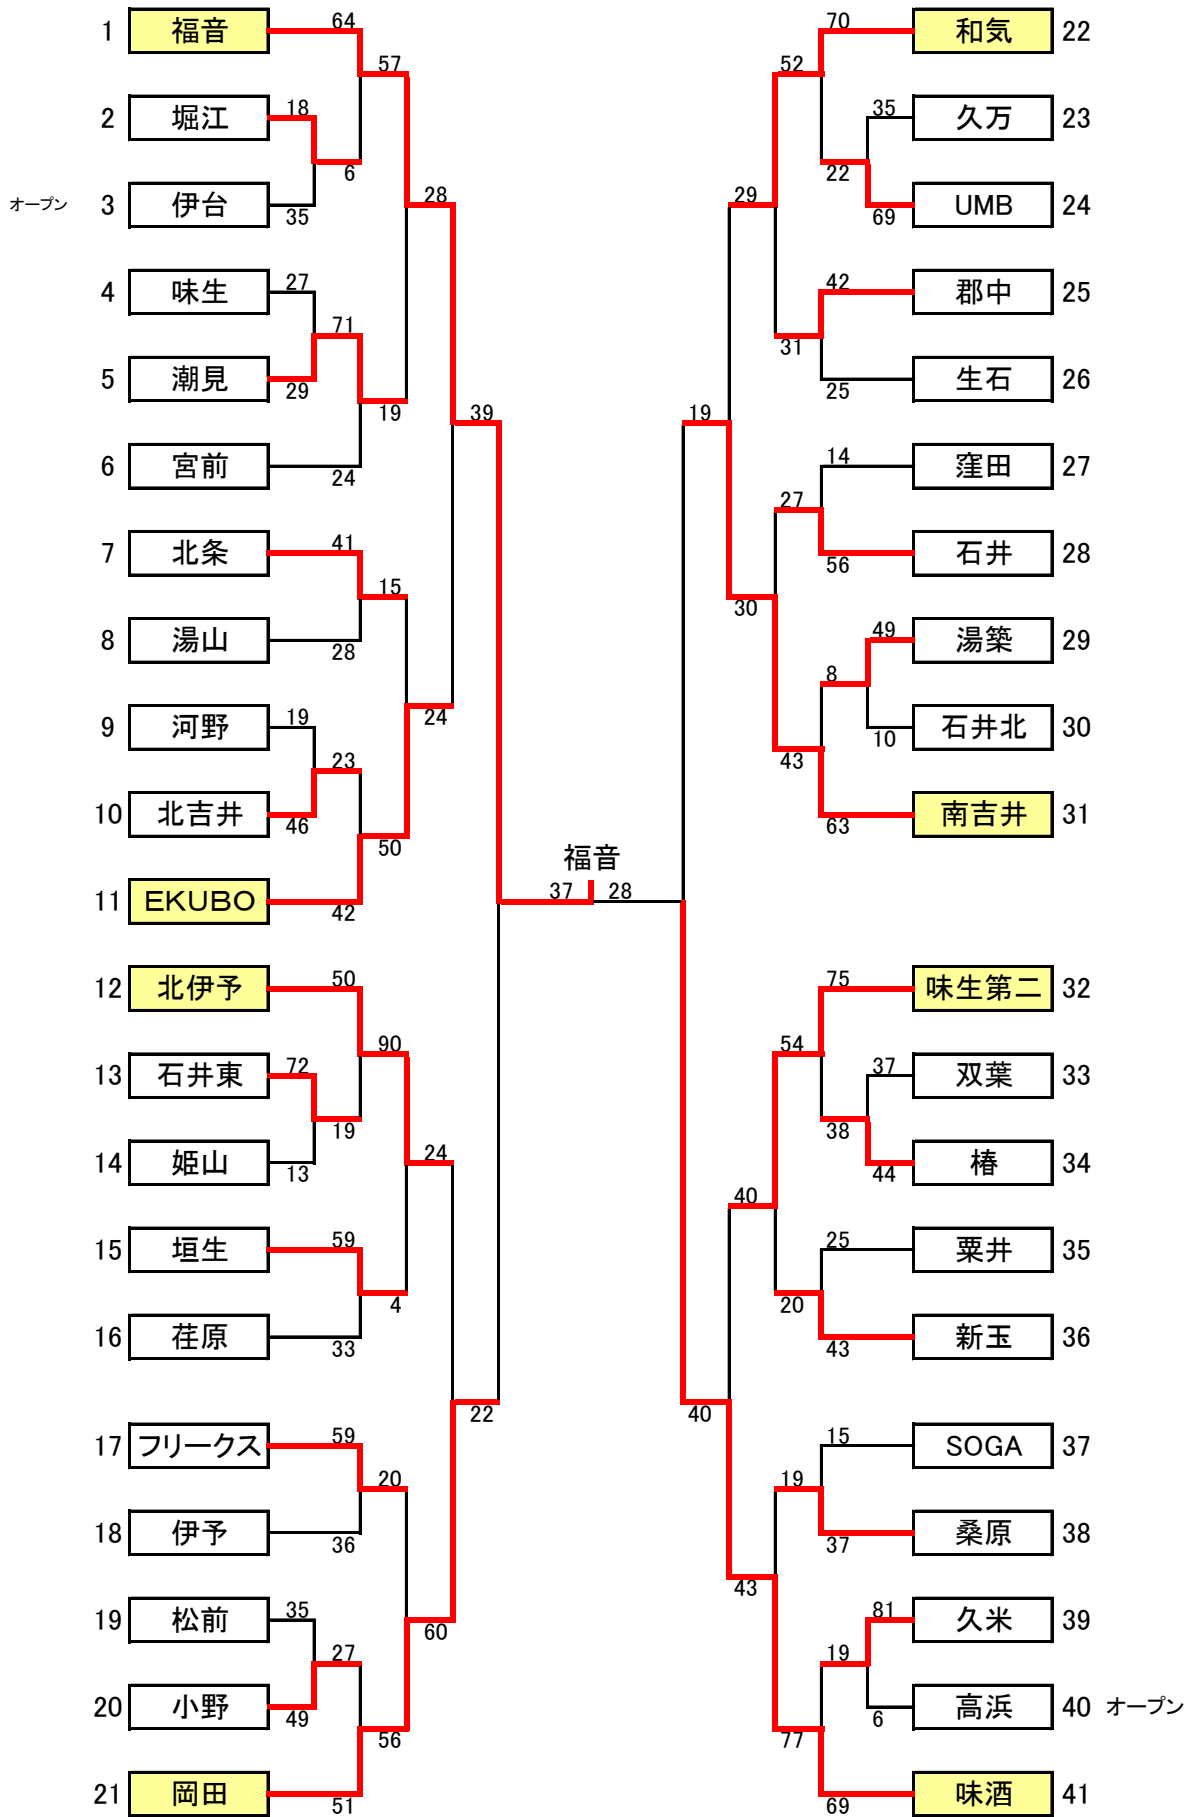 1 福音 64
57
2 堀江 18
6
オープン 3 伊台 35
28
4 味生 27
71
5 潮見 29
19
39
6 宮前 24
7 北条 41
15
8 湯山 28
24
9 河野 19
23
10 北吉井 46
50
11 EKUBO 42
12 北伊予 50
90
13 石井東 72
19
14 姫山 13
24
15 垣生 59
4
16 荏原 33
22
17 フリークス 59
20
18 伊予 36
60
19 松前 35
27
20 小野 49
56
21 岡田 51
福音
37 28
70 和気 22
52
35 久万 23
22
69 UMB 24
29
42 郡中 25
31
25 生石 26
19
14 窪田 27
27
56 石井 28
30
49 湯築 29
8
10 石井北 30
43
63 南吉井 31
75 味生第二 32
54
37 双葉 33
38
44 椿 34
40
25 粟井 35
20
43 新玉 36
40
15 SOGA 37
19
37 桑原 38
43
81 久米 39
19
6 高浜 40 オープン
77
69 味酒 41